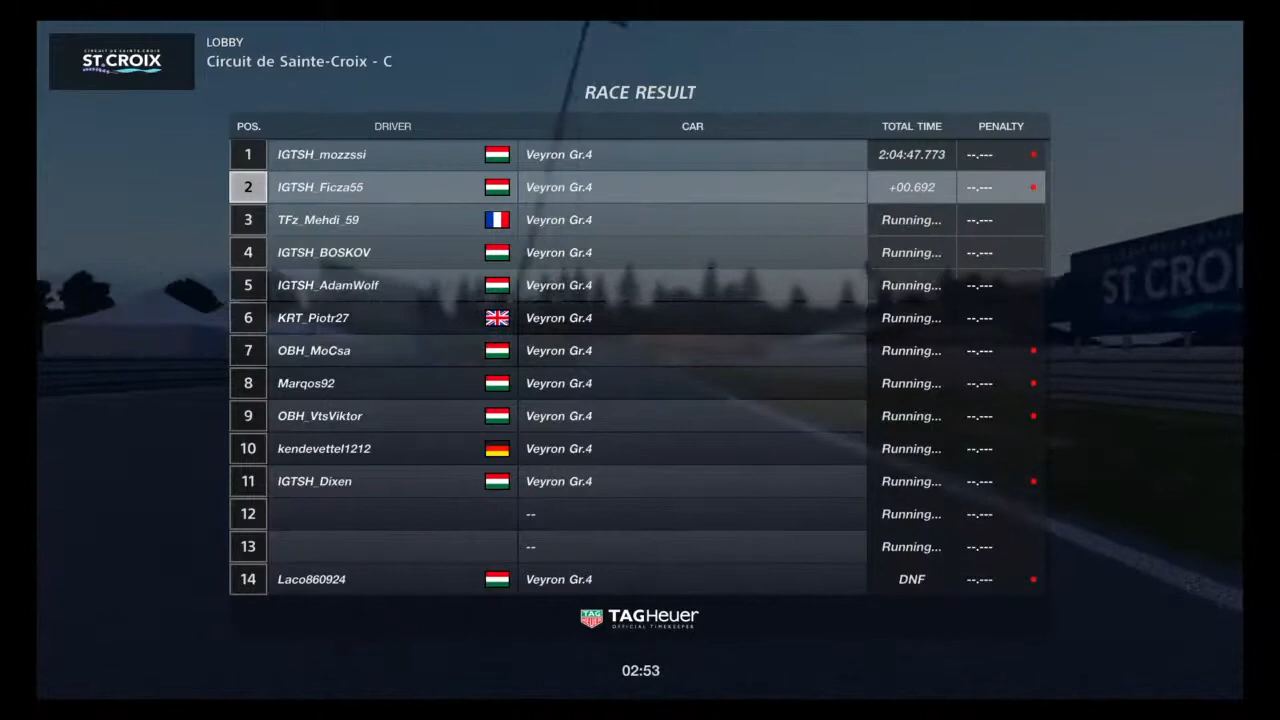 CIRCUIT DE SAINTE-CROIX
ST.CROIX
LOBBY
Circuit de Sainte-Croix - C
RACE RESULT
POS. DRIVER CAR TOTAL TIME PENALTY
1 IGTSH_mozzssi Veyron Gr.4 2:04:47.773 --.---
2 IGTSH_Ficza55 Veyron Gr.4 +00.692 --.---
3 TFz_Mehdi_59 Veyron Gr.4 Running... --.---
4 IGTSH_BOSKOV Veyron Gr.4 Running... --.---
5 IGTSH_AdamWolf Veyron Gr.4 Running... --.---
6 KRT_Piotr27 Veyron Gr.4 Running... --.---
7 OBH_MoCsa Veyron Gr.4 Running... --.---
8 Marqos92 Veyron Gr.4 Running... --.---
9 OBH_VtsViktor Veyron Gr.4 Running... --.---
10 kendevettel1212 Veyron Gr.4 Running... --.---
11 IGTSH_Dixen Veyron Gr.4 Running... --.---
12 -- Running... --.---
13 -- Running... --.---
14 Laco860924 Veyron Gr.4 DNF --.---
ST.CROI
TAG TAGHeuer
OFFICIAL TIMEKEEPER
02:53